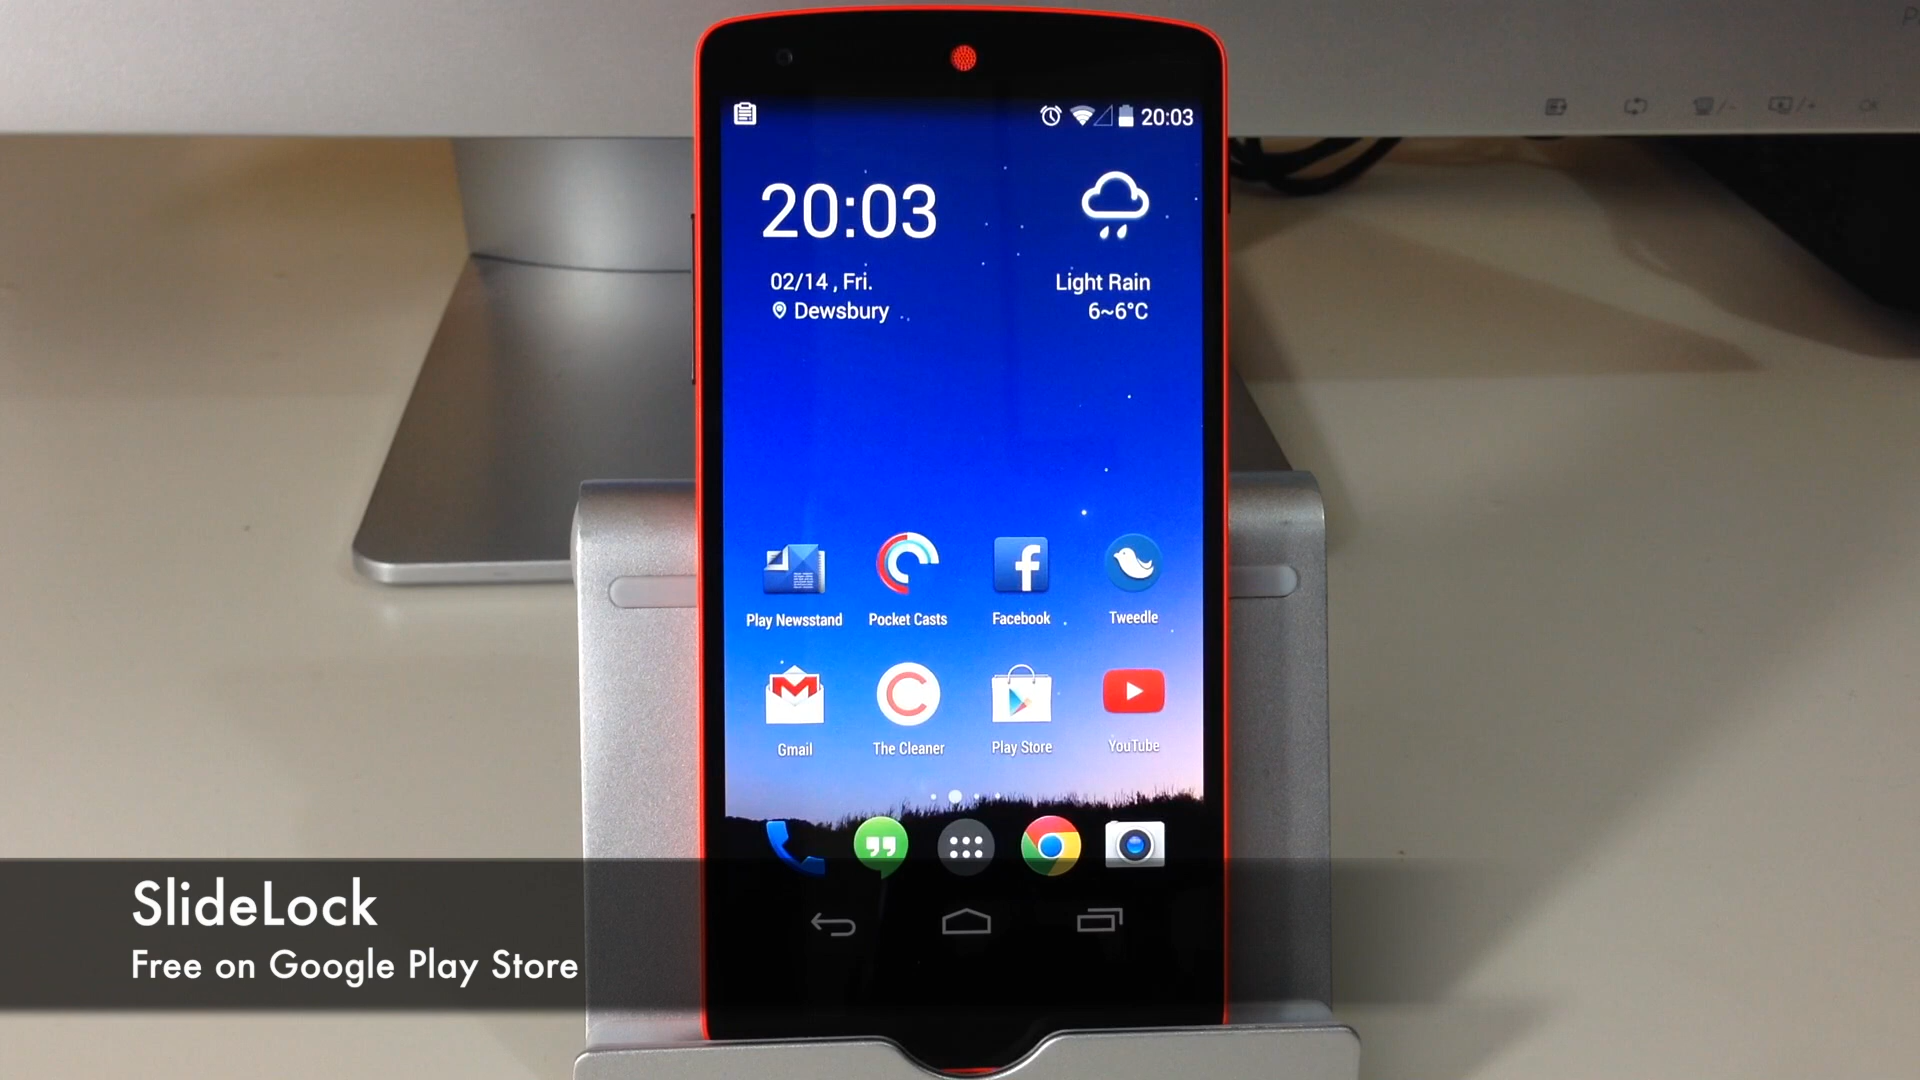 20:03
20:03
02/14 , Fri.
Dewsbury
Light Rain
6~6°C
Play Newsstand
Pocket Casts
Facebook
Tweedle
Gmail
The Cleaner
Play Store
YouTube
SlideLock
Free on Google Play Store
OK